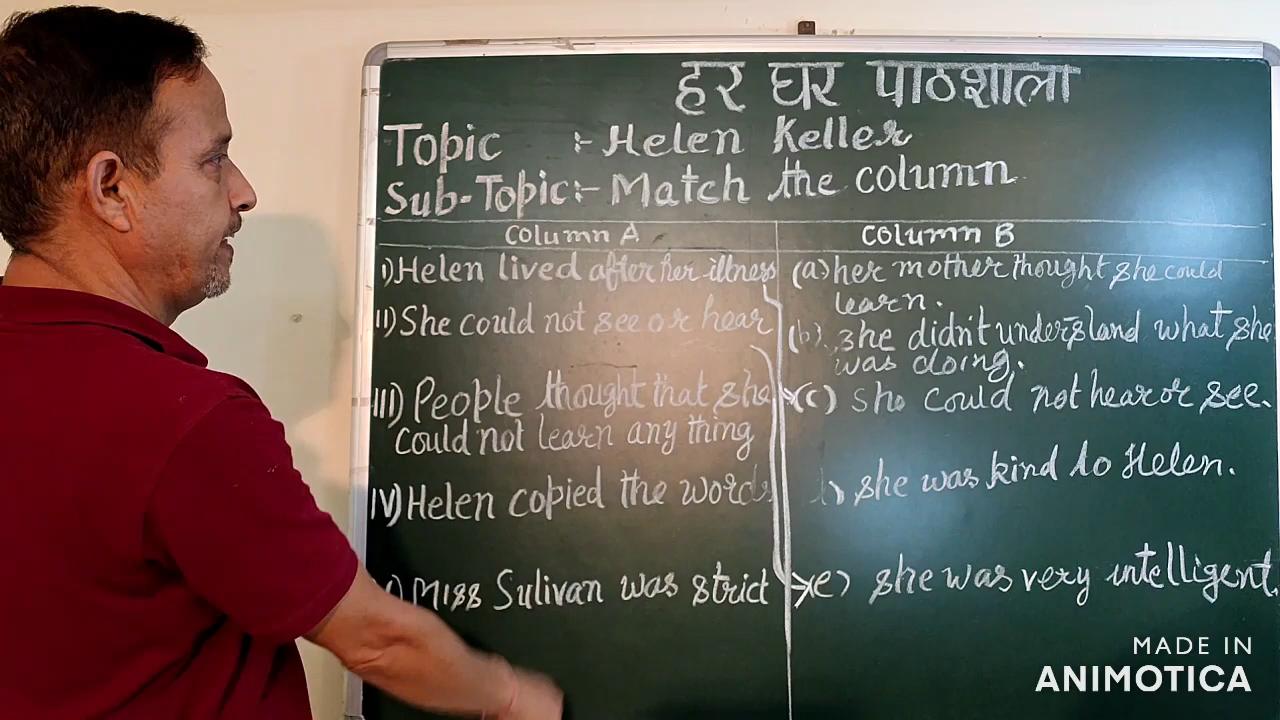 हर घर पाठशाला
Topic :- Helen Keller
Sub-Topic:- Match the column
Column A
Column B
I) Helen lived after her illness
(a) her mother thought she could
learn.
II) She could not see or hear
(b) she didn't understand what she
was doing.
III) People thought that she
could not learn any thing
(c) she could not hear or see.
IV) Helen copied the words
) she was kind to Helen.
) Miss Sulivan was strict
e) she was very intelligent.
MADE IN
ANIMOTICA